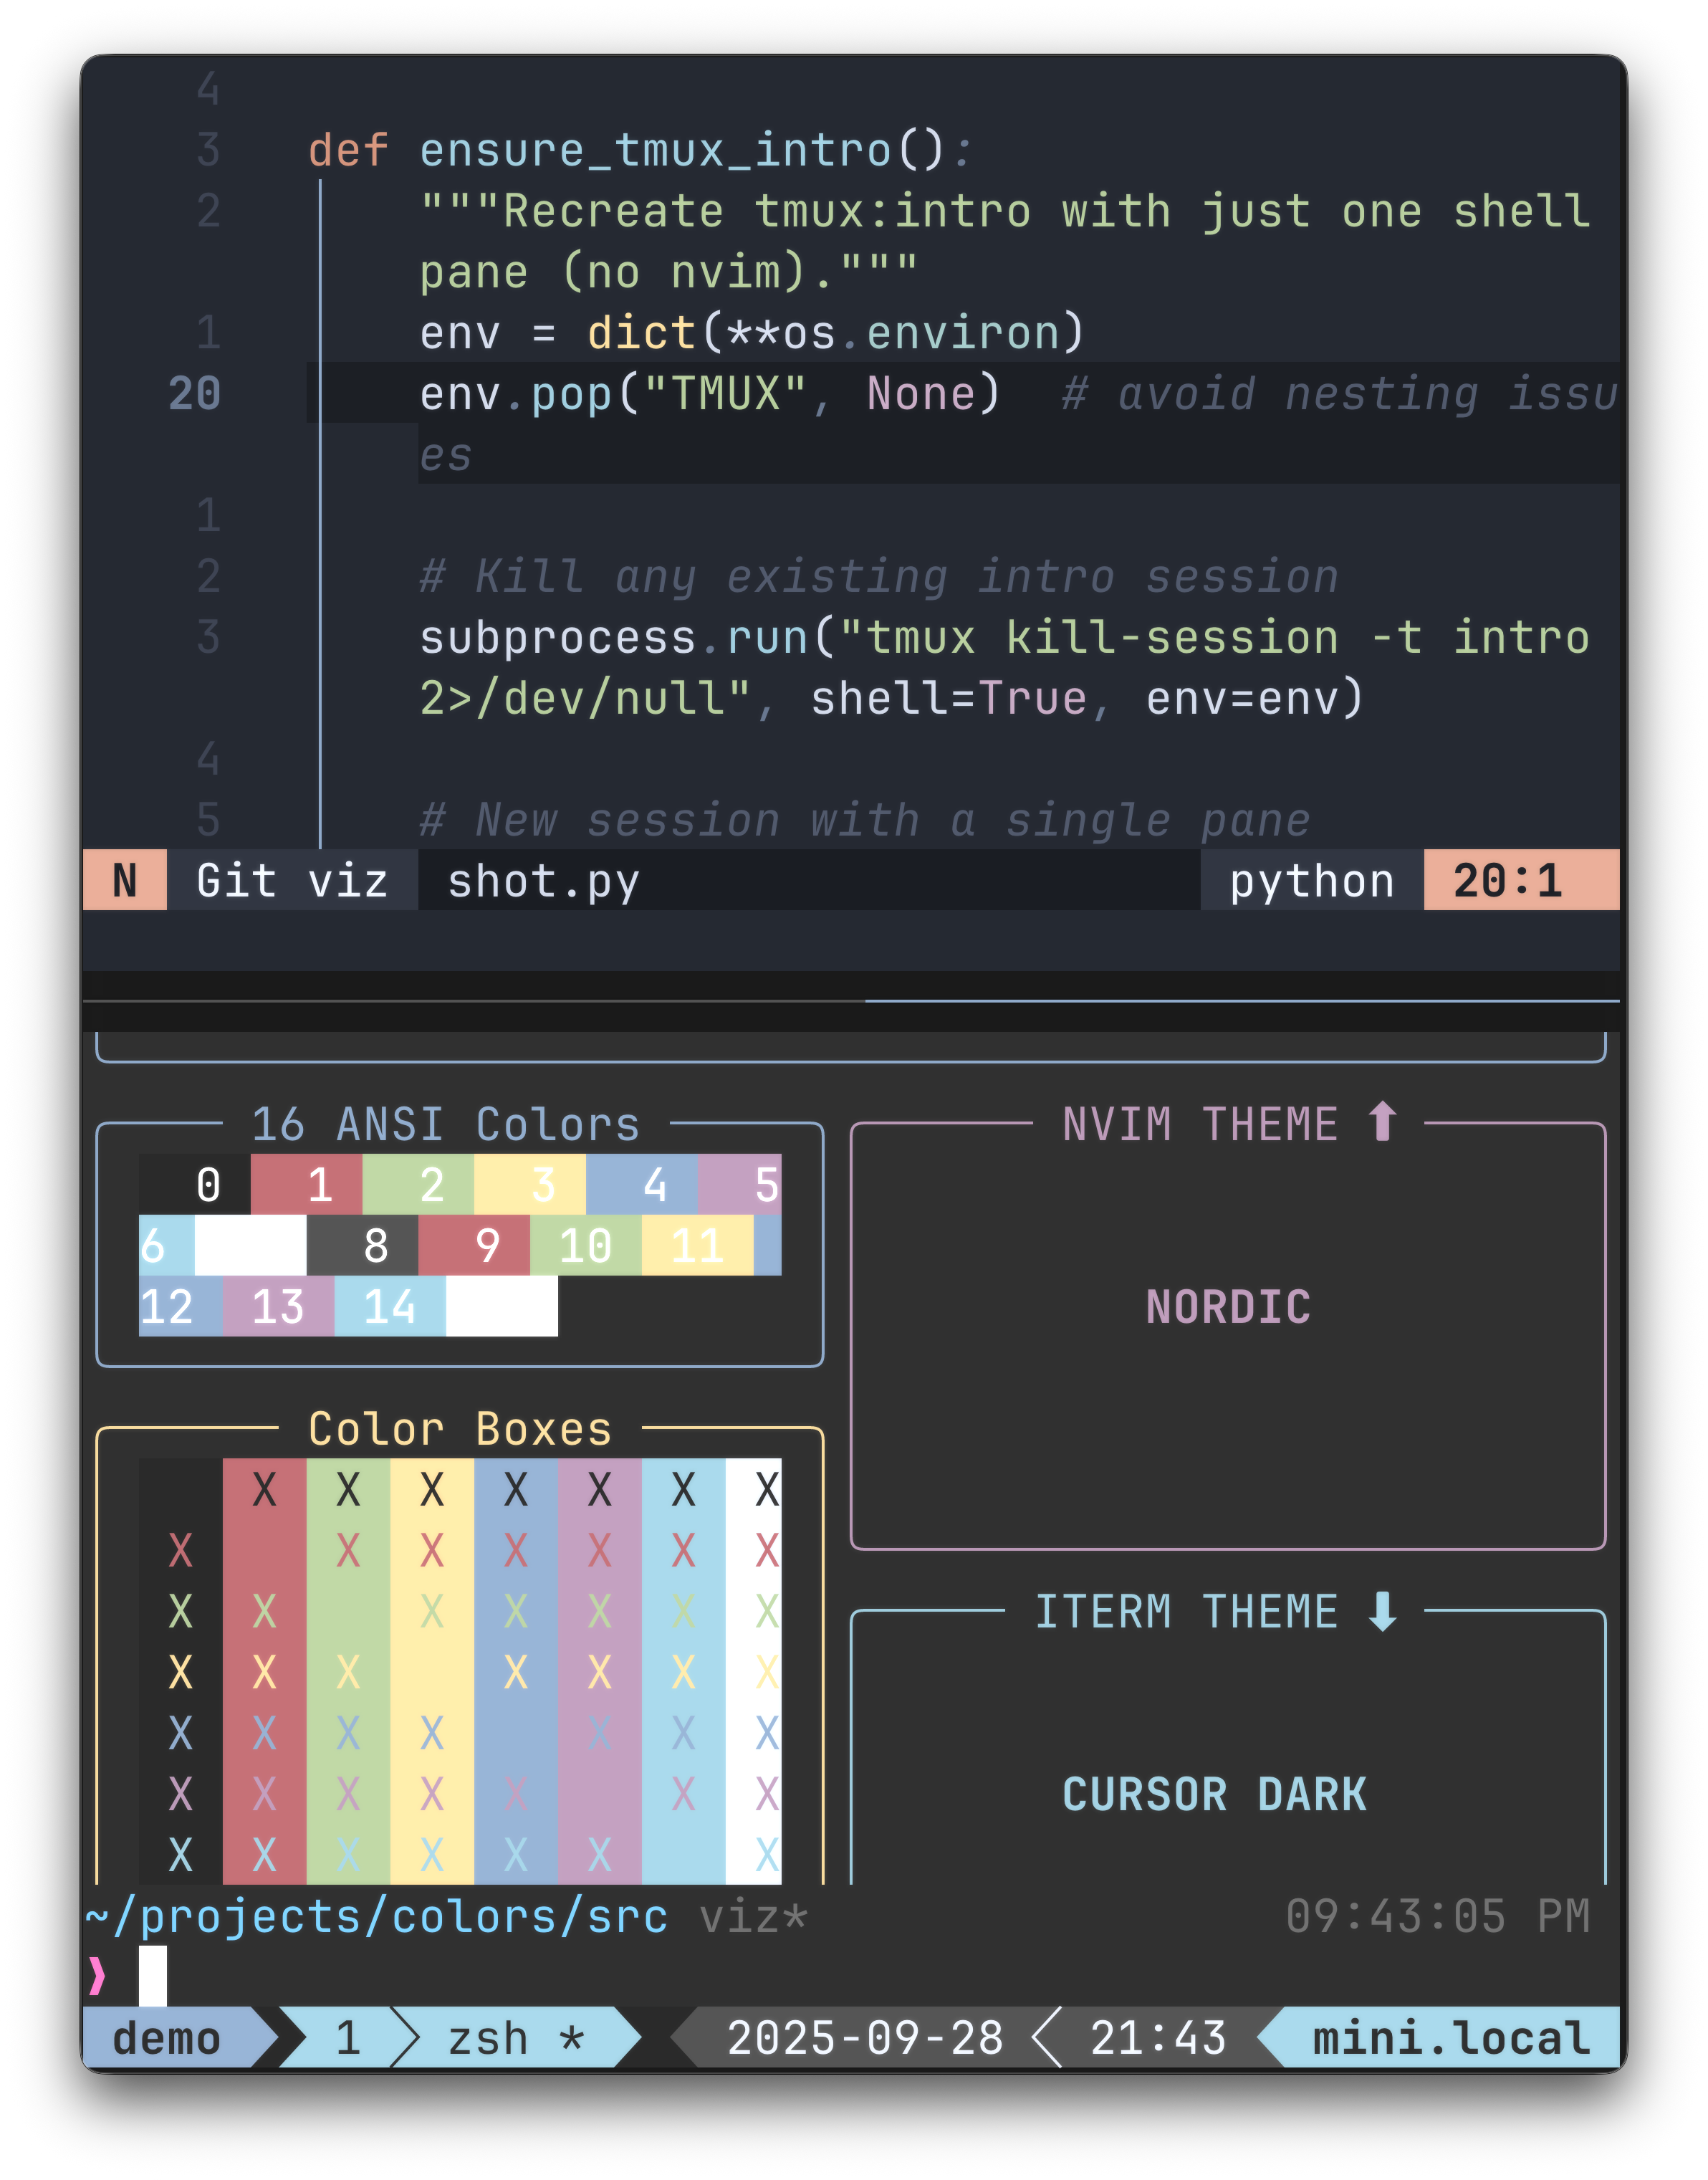 4
3 def ensure_tmux_intro():
2 """Recreate tmux:intro with just one shell
pane (no nvim)."""
1 env = dict(**os.environ)
20 env.pop("TMUX", None)  # avoid nesting issu
es
1
2 # Kill any existing intro session
3 subprocess.run("tmux kill-session -t intro
2>/dev/null", shell=True, env=env)
4
5 # New session with a single pane
N Git viz shot.py python 20:1
16 ANSI Colors
0 1 2 3 4 5
6 8 9 10 11
12 13 14
NVIM THEME ⬆
NORDIC
Color Boxes
X X X X X X X
X X X X X X X
X X X X X X X
X X X X X X X
X X X X X X X
X X X X X X X
X X X X X X X
ITERM THEME ⬇
CURSOR DARK
~/projects/colors/src viz* 09:43:05 PM
❯
demo 1 zsh * 2025-09-28 21:43 mini.local